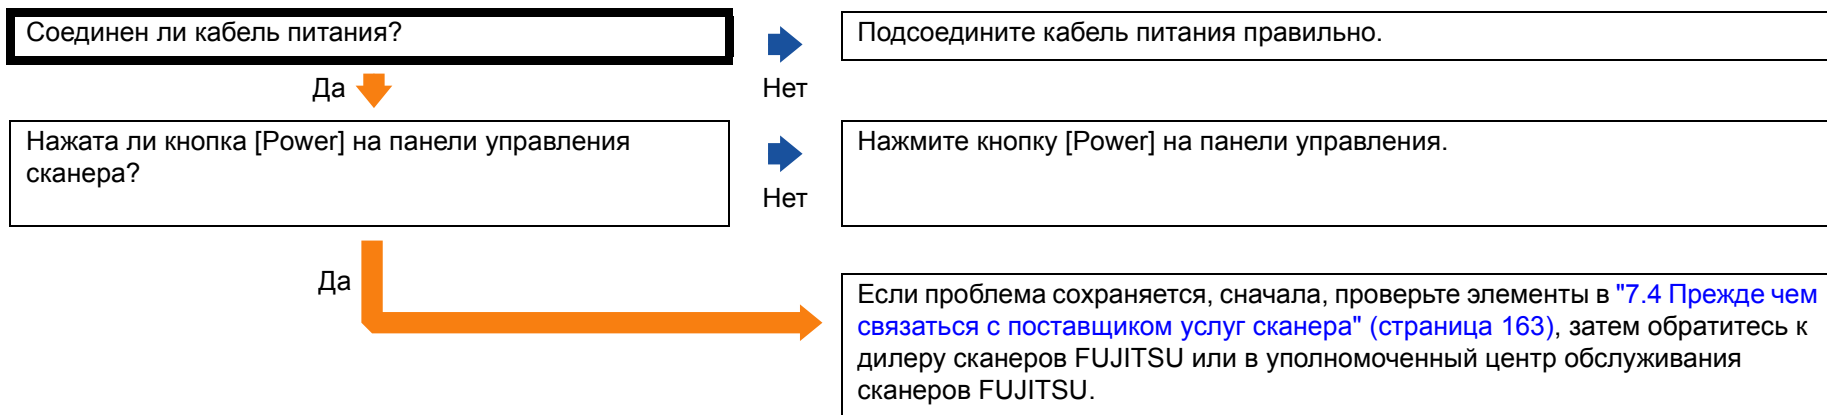 Соединен ли кабель питания?
Подсоедините кабель питания правильно.
Да
Нет
Нажата ли кнопка [Power] на панели управления
сканера?
Нажмите кнопку [Power] на панели управления.
Нет
Да
Если проблема сохраняется, сначала, проверьте элементы в "7.4 Прежде чем
связаться с поставщиком услуг сканера" (страница 163), затем обратитесь к
дилеру сканеров FUJITSU или в уполномоченный центр обслуживания
сканеров FUJITSU.